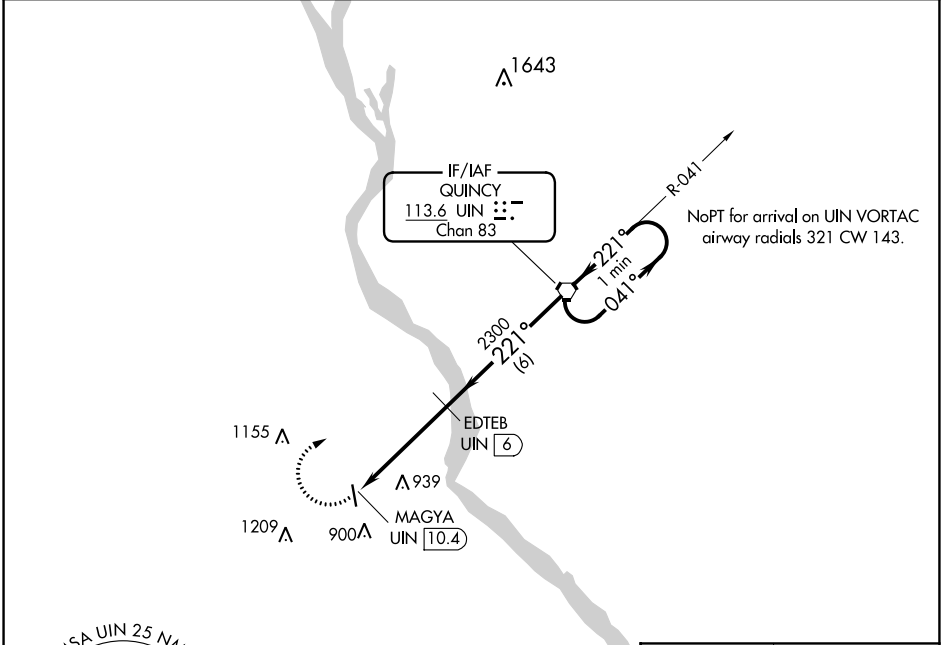 1643
IF/IAF
QUINCY
113.6 UIN
Chan 83
R-041
NoPT for arrival on UIN VORTAC
airway radials 321 CW 143.
221°
1 min
041°
2300
221°
(6)
EDTEB
UIN 6
1155
939
MAGYA
UIN 10.4
1209
900
UIN 25